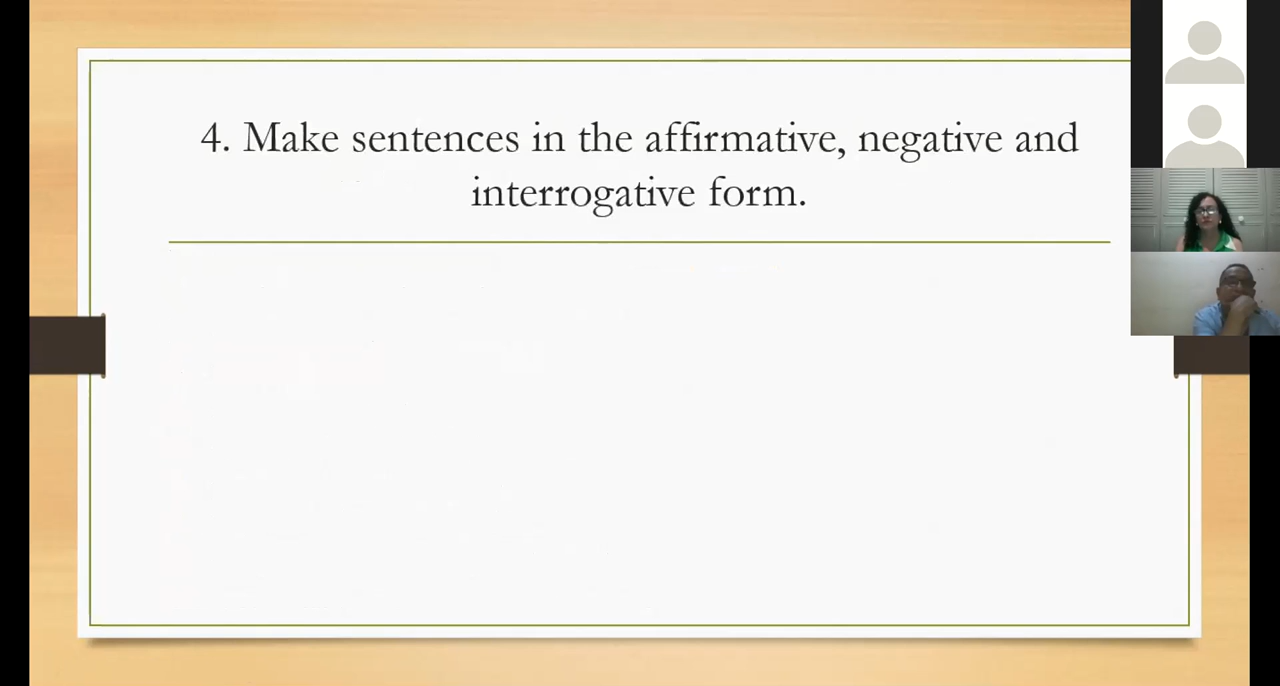 4. Make sentences in the affirmative, negative and
interrogative form.